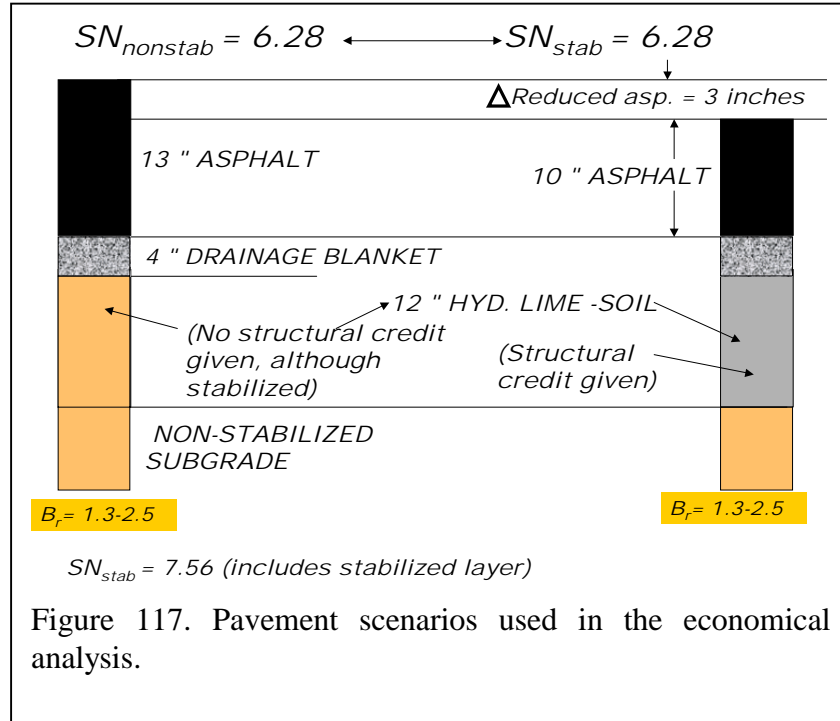 SNnonstab = 6.28 SNstab = 6.28
ΔReduced asp. = 3 inches
13 " ASPHALT
10 " ASPHALT
4 " DRAINAGE BLANKET
12 " HYD. LIME -SOIL
(No structural credit
given, although
stabilized)
(Structural
credit given)
NON-STABILIZED
SUBGRADE
Br= 1.3-2.5
Br= 1.3-2.5
SNstab = 7.56 (includes stabilized layer)
Figure 117. Pavement scenarios used in the economical
analysis.